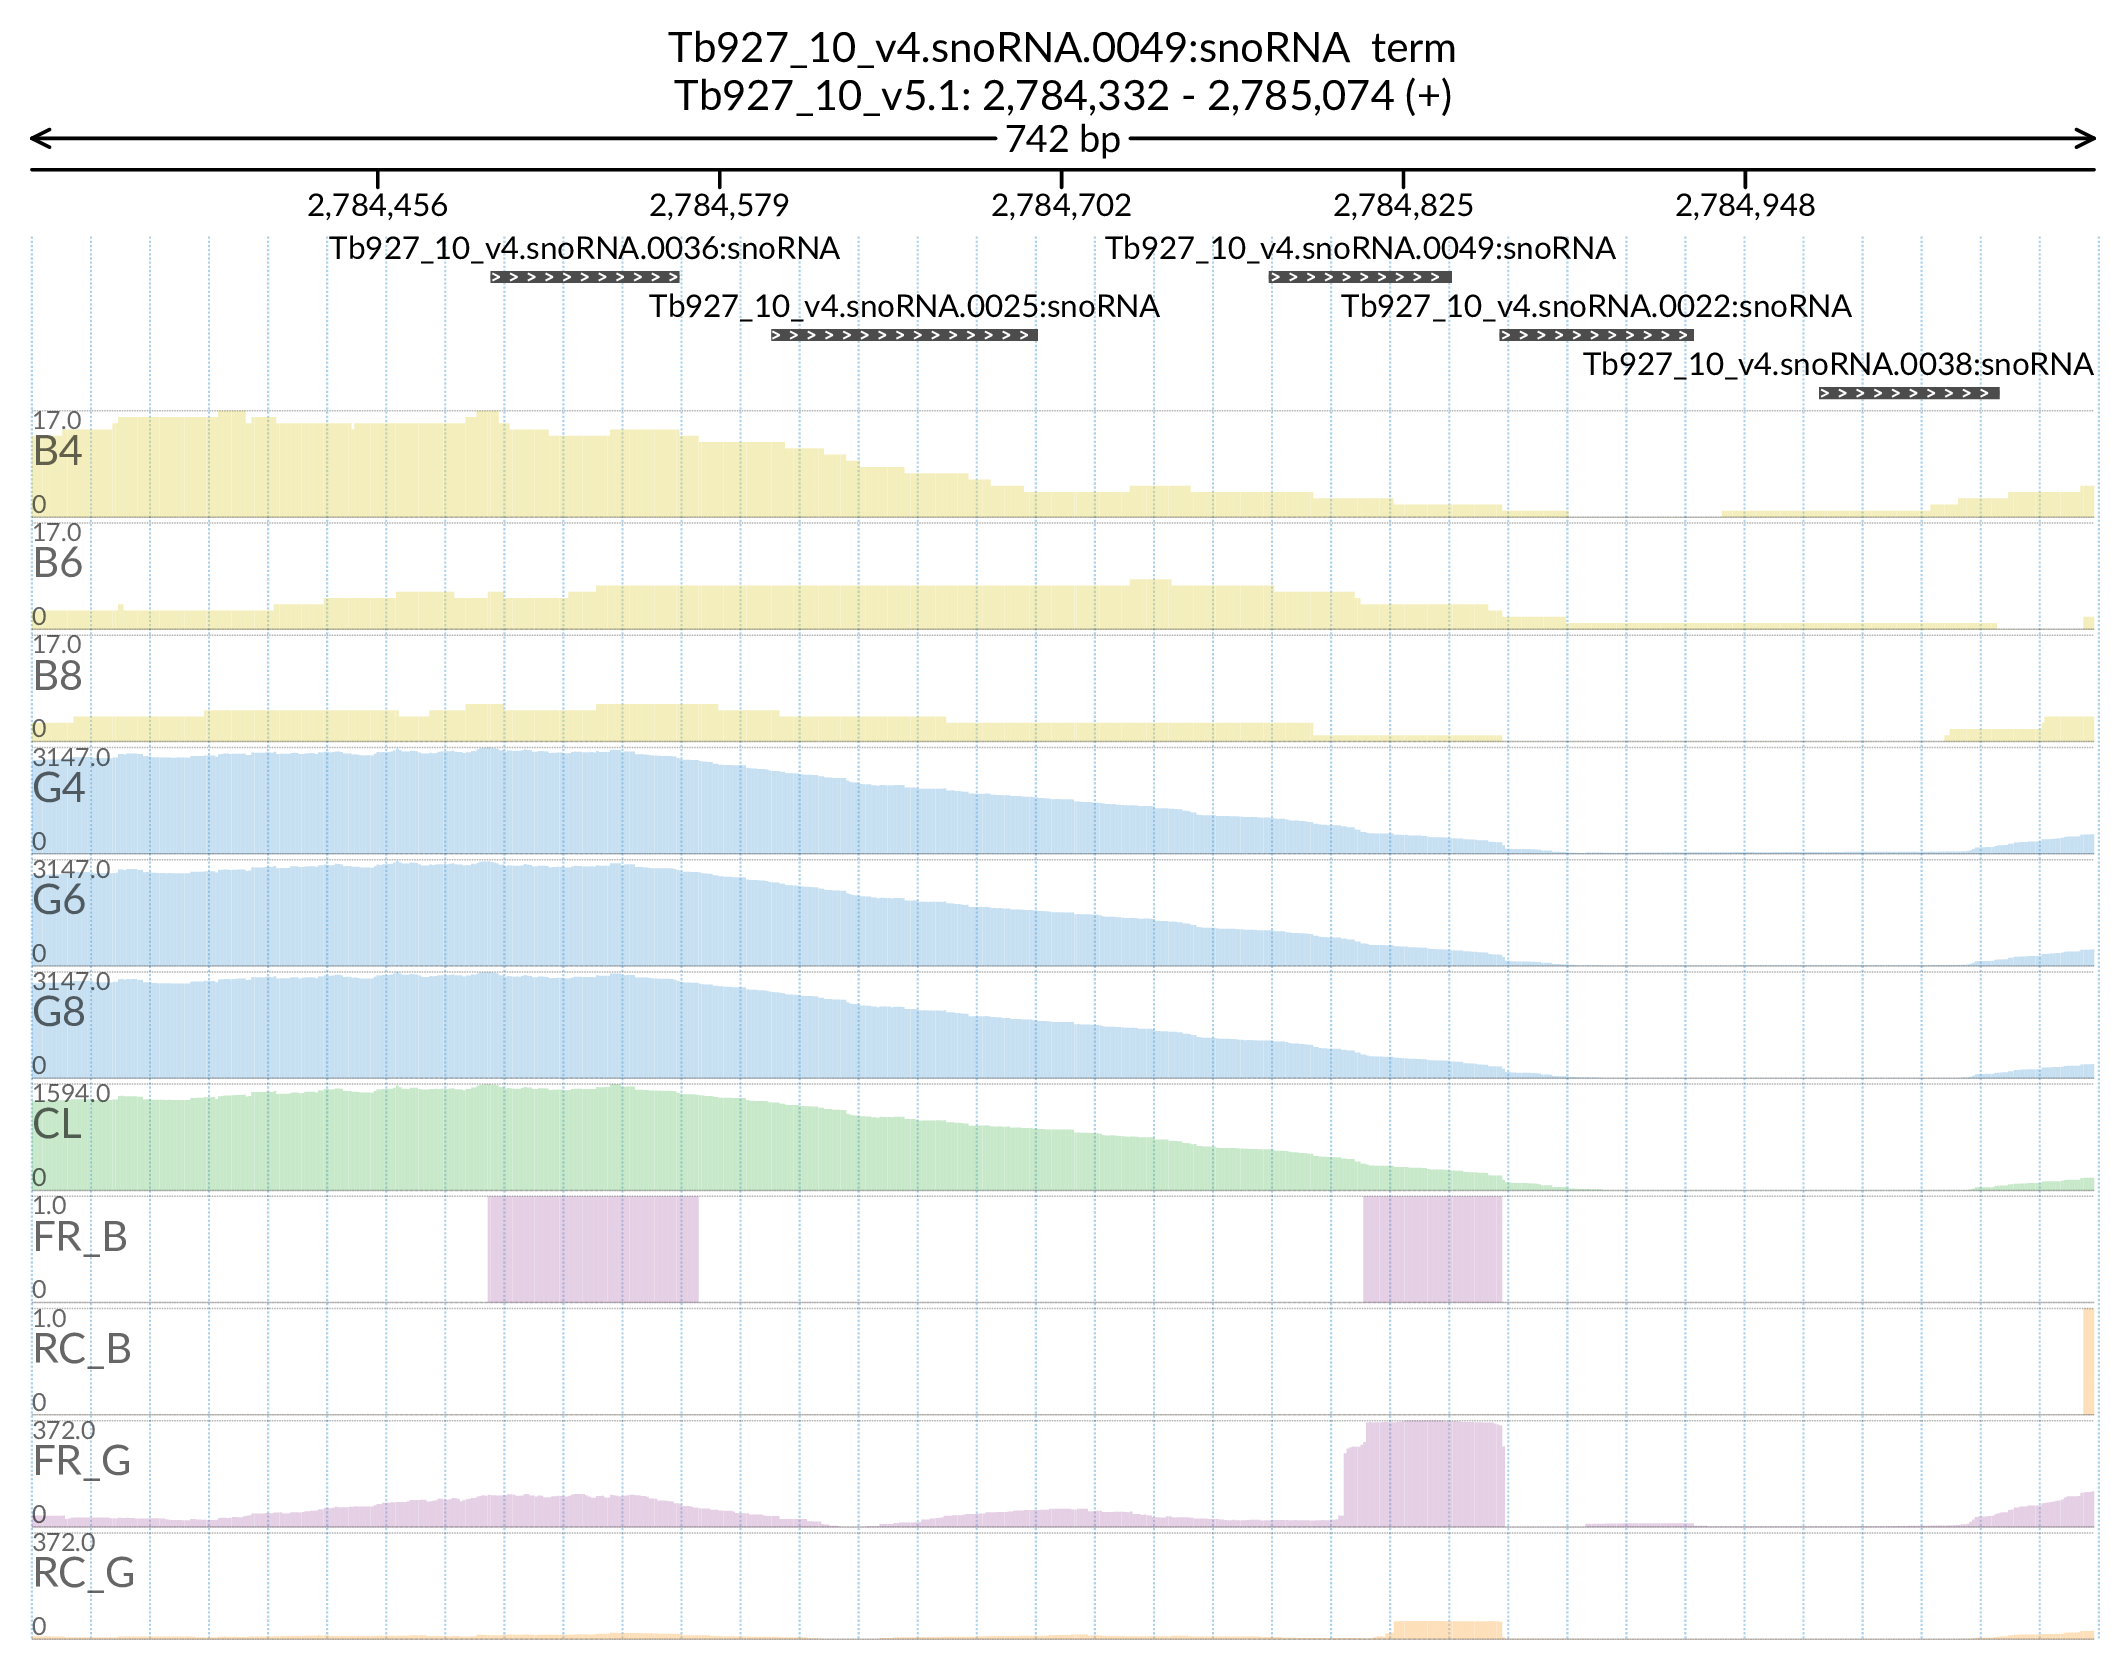 Tb927_10_v4.snoRNA.0049:snoRNA  term
Tb927_10_v5.1: 2,784,332 - 2,785,074 (+)
742 bp
2,784,456 2,784,579 2,784,702 2,784,825 2,784,948
Tb927_10_v4.snoRNA.0036:snoRNA Tb927_10_v4.snoRNA.0049:snoRNA
Tb927_10_v4.snoRNA.0025:snoRNA Tb927_10_v4.snoRNA.0022:snoRNA
Tb927_10_v4.snoRNA.0038:snoRNA
17.0
B4
0
17.0
B6
0
17.0
B8
0
3147.0
G4
0
3147.0
G6
0
3147.0
G8
0
1594.0
CL
0
1.0
FR_B
0
1.0
RC_B
0
372.0
FR_G
0
372.0
RC_G
0